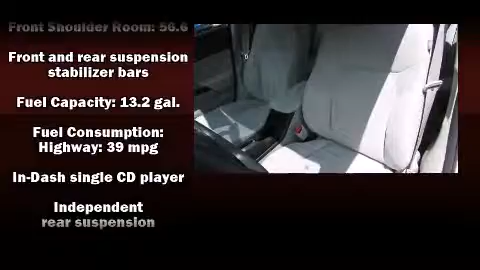 Front Shoulder Room: 56.6
Front and rear suspension
stabilizer bars
Fuel Capacity: 13.2 gal.
Fuel Consumption:
Highway: 39 mpg
In-Dash single CD player
Independent
rear suspension